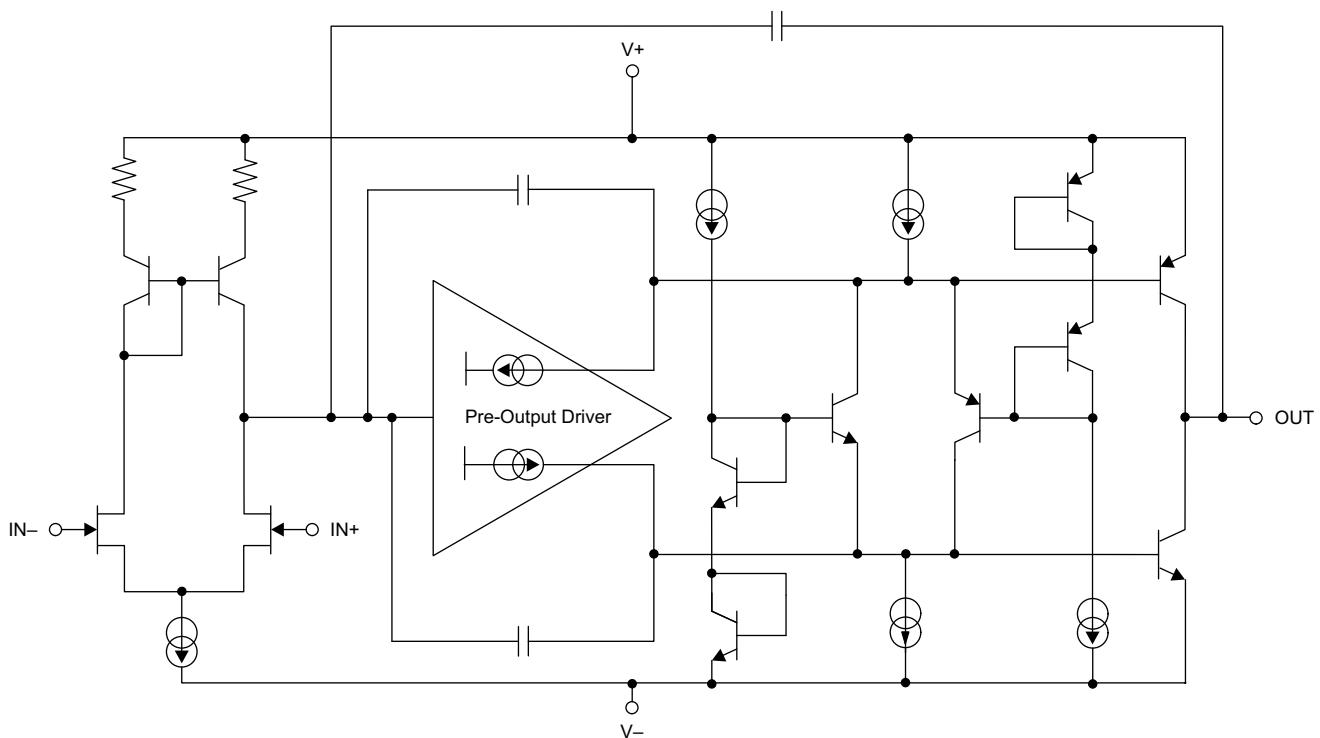 V+
Pre-Output Driver
OUT
IN–
IN+
V–